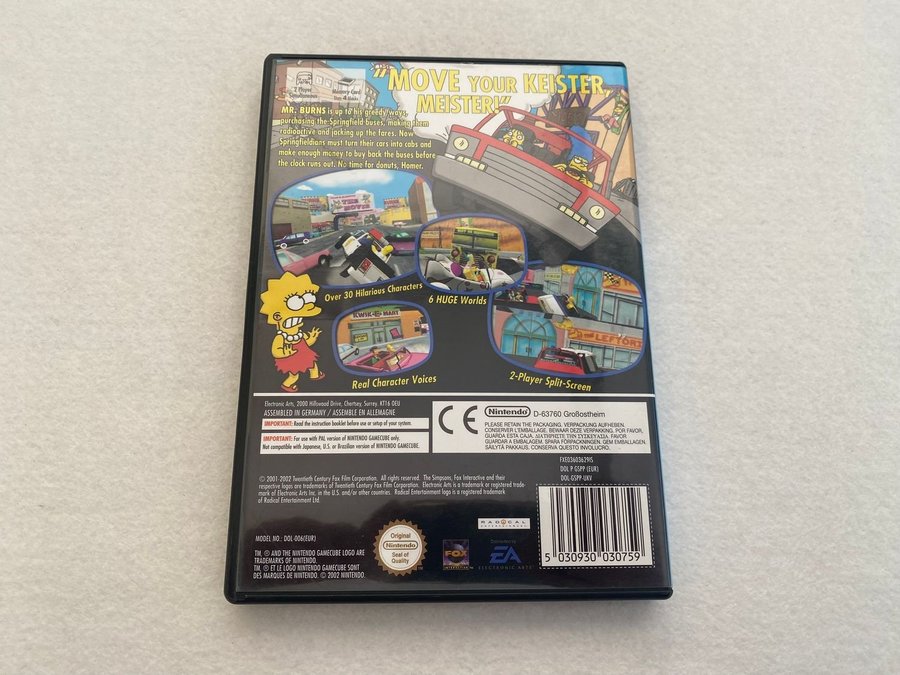 2 Player
Simultaneous
Memory Card
"MOVE YOUR KEISTER,
MEISTER!"
MR. BURNS is up to his greedy ways,
purchasing the Springfield buses, making them
radioactive and jacking up the fares. Now
Springfieldians must turn their cars into cabs and
make enough money to buy back the buses before
the clock runs out. No time for donuts, Homer.
THE MOVIE
Over 30 Hilarious Characters
6 HUGE Worlds
KWIK-E-MART
Real Character Voices
THE LEFTORI
2-Player Split-Screen
Electronic Arts, 2000 Hillswood Drive, Chertsey, Surrey. KT16 0EU
ASSEMBLED IN GERMANY / ASSEMBLÉ EN ALLEMAGNE
IMPORTANT: Read the instruction booklet before use or setup of your system.
IMPORTANT: For use with PAL version of NINTENDO GAMECUBE only.
Not compatible with Japanese, U.S. or Brazilian version of NINTENDO GAMECUBE.
CE
Nintendo D-63760 Großostheim
PLEASE RETAIN THE PACKAGING. VERPACKUNG AUFHEBEN.
CONSERVER L'EMBALLAGE. BEWAAR DEZE VERPAKKING. POR FAVOR,
GUARDA ESTA CAJA. ΔΙΑΤΗΡΗΣΤΕ ΤΗΝ ΣΥΣΚΕΥΑΣΙΑ. FAVOR
GUARDAR A EMBALAGEM. SPARA FÖRPACKNINGEN. GEM EMBALLAGEN.
SÄILYTÄ PAKKAUS. CONSERVA QUESTO INVOLUCRO.
FXE03603629IS
DOL P GSPP (EUR)
DOL-GSPP-UKV
© 2001-2002 Twentieth Century Fox Film Corporation. All rights reserved. The Simpsons, Fox Interactive and their
respective logos are trademarks of Twentieth Century Fox Film Corporation. Electronic Arts is a trademark or registered trade-
mark of Electronic Arts Inc. in the U.S. and/or other countries. Radical Entertainment logo is a registered trademark
of Radical Entertainment Ltd.
MODEL NO.: DOL-006(EUR)
TM, ® AND THE NINTENDO GAMECUBE LOGO ARE
TRADEMARKS OF NINTENDO.
TM, ® ET LE LOGO NINTENDO GAMECUBE SONT
DES MARQUES DE NINTENDO. © 2002 NINTENDO.
Original
Nintendo
Seal of
Quality
TM
FOX
INTERACTIVE
RADICAL
ENTERTAINMENT
Distributed by
EA
ELECTRONIC ARTS
5 030930 030759